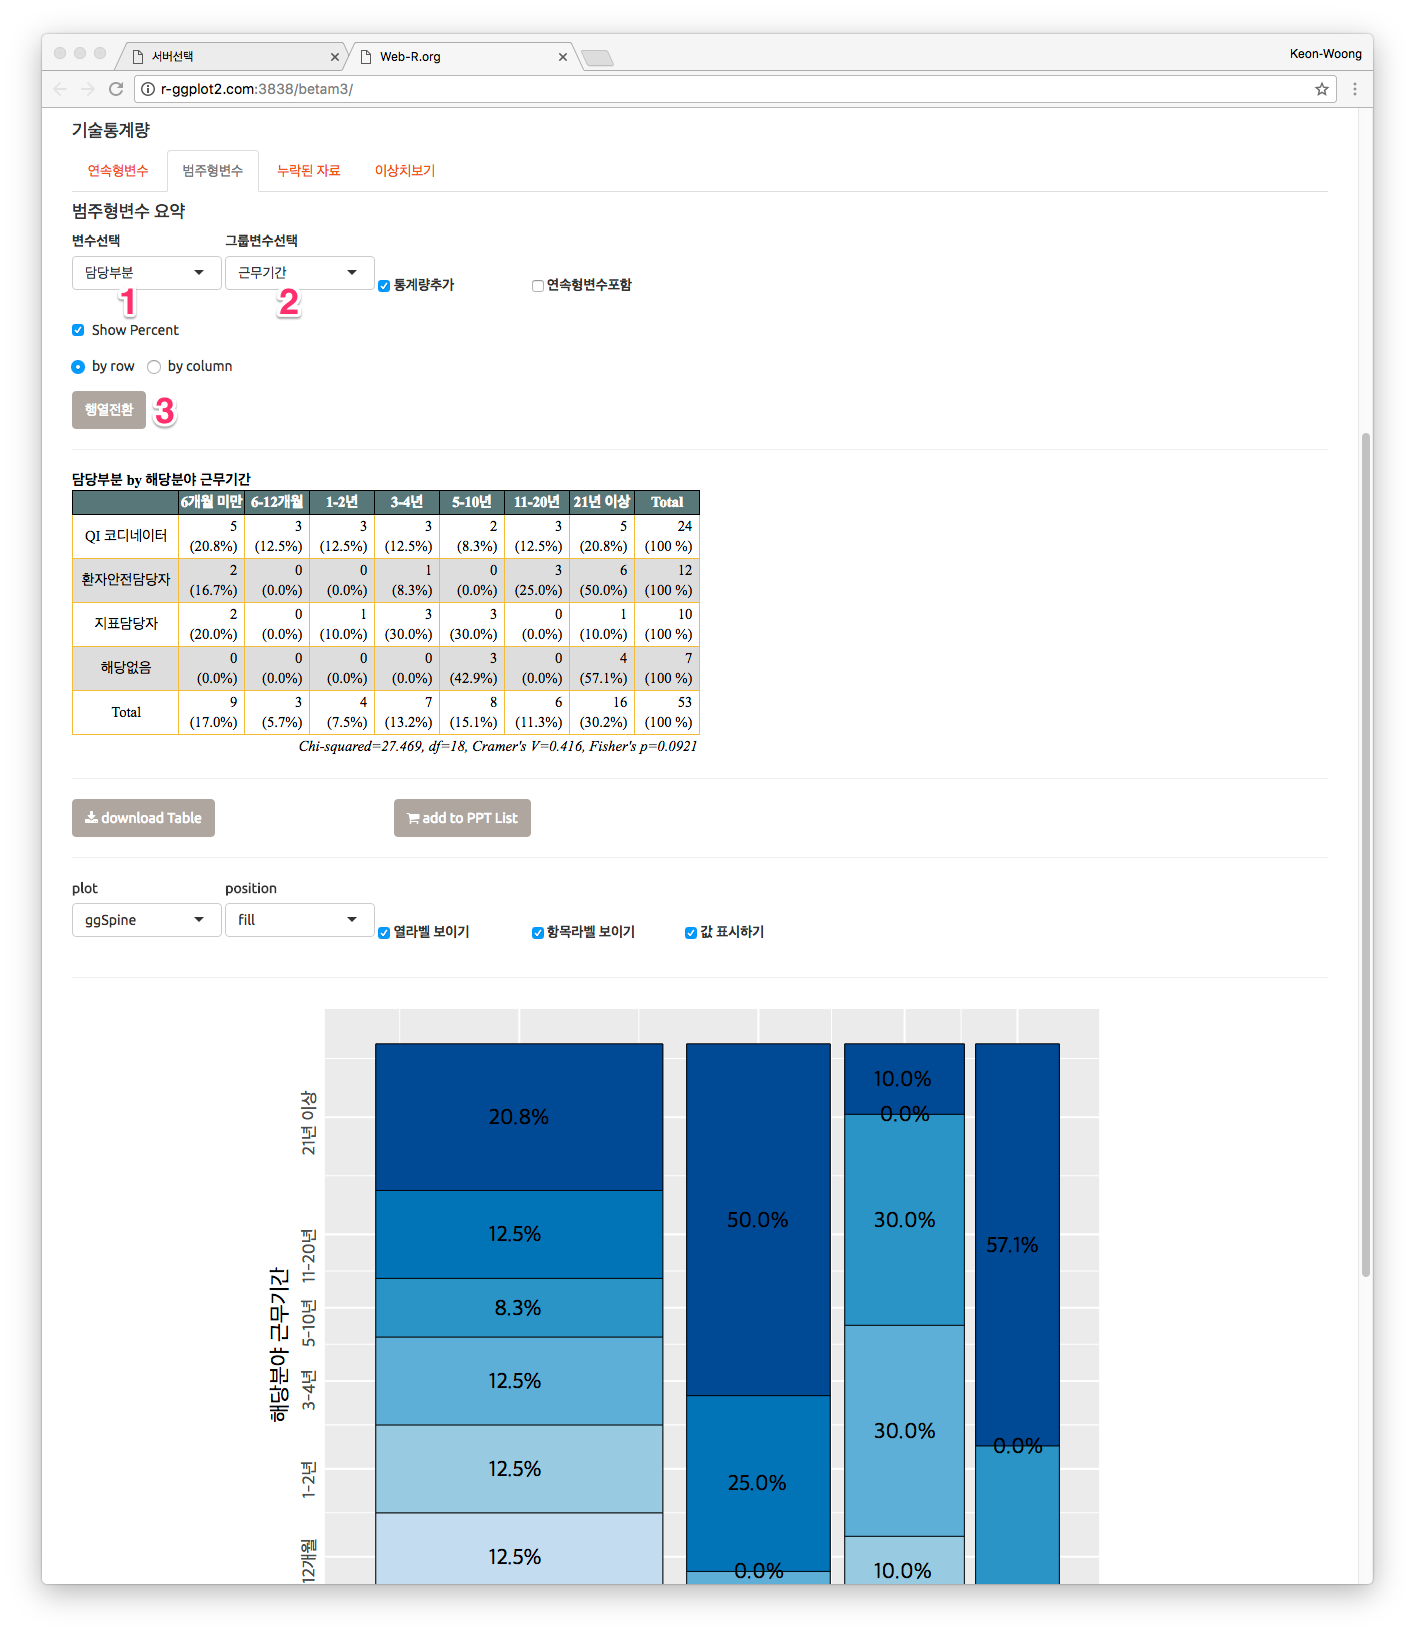 서버선택
Web-R.org
Keon-Woong
r-ggplot2.com:3838/betam3/
기술통계량
연속형변수 범주형변수 누락된 자료 이상치보기
범주형변수 요약
변수선택 그룹변수선택
담당부분 근무기간 통계량추가 연속형변수포함
1 2
Show Percent
by row by column
행열전환 3
담당부분 by 해당분야 근무기간
6개월 미만 6-12개월 1-2년 3-4년 5-10년 11-20년 21년 이상 Total
QI 코디네이터 5 3 3 3 2 3 5 24
(20.8%) (12.5%) (12.5%) (12.5%) (8.3%) (12.5%) (20.8%) (100 %)
환자안전담당자 2 0 0 1 0 3 6 12
(16.7%) (0.0%) (0.0%) (8.3%) (0.0%) (25.0%) (50.0%) (100 %)
지표담당자 2 0 1 3 3 0 1 10
(20.0%) (0.0%) (10.0%) (30.0%) (30.0%) (0.0%) (10.0%) (100 %)
해당없음 0 0 0 0 3 0 4 7
(0.0%) (0.0%) (0.0%) (0.0%) (42.9%) (0.0%) (57.1%) (100 %)
Total 9 3 4 7 8 6 16 53
(17.0%) (5.7%) (7.5%) (13.2%) (15.1%) (11.3%) (30.2%) (100 %)
Chi-squared=27.469, df=18, Cramer's V=0.416, Fisher's p=0.0921
download Table add to PPT List
plot position
ggSpine fill 열라벨 보이기 항목라벨 보이기 값 표시하기
해당분야 근무기간
21년 이상
11-20년
5-10년
3-4년
1-2년
12개월
20.8%
12.5%
8.3%
12.5%
12.5%
12.5%
50.0%
25.0%
0.0%
10.0%
0.0%
30.0%
30.0%
10.0%
57.1%
0.0%